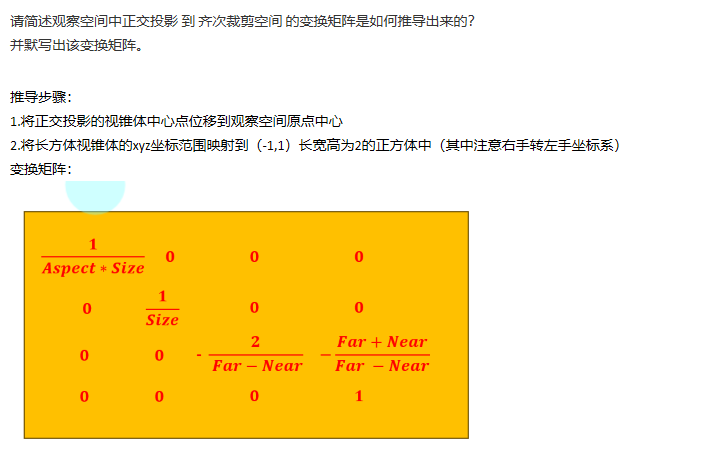 请简述观察空间中正交投影 到 齐次裁剪空间 的变换矩阵是如何推导出来的?
并默写出该变换矩阵。
推导步骤：
1.将正交投影的视锥体中心点位移到观察空间原点中心
2.将长方体视锥体的xyz坐标范围映射到（-1,1）长宽高为2的正方体中（其中注意右手转左手坐标系）
变换矩阵：
1
Aspect * Size
0 0 0
0
1
Size
0 0
0 0 -
2
Far − Near
−
Far + Near
Far − Near
0 0 0 1